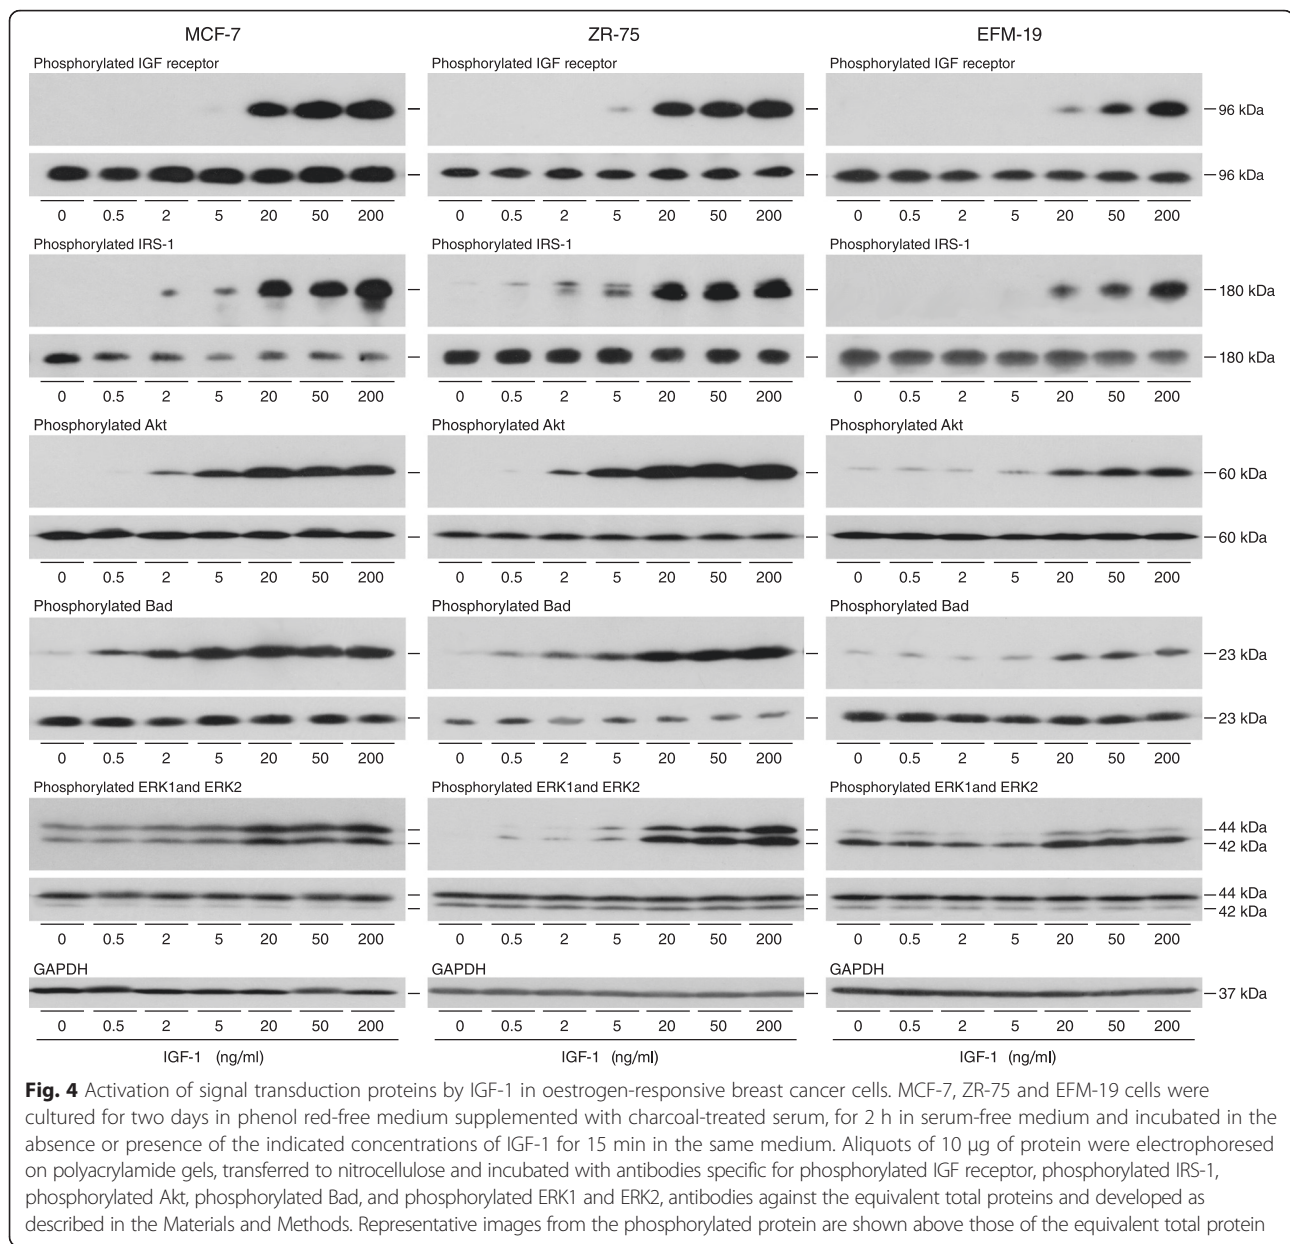 MCF-7 ZR-75 EFM-19
Phosphorylated IGF receptor Phosphorylated IGF receptor Phosphorylated IGF receptor
96 kDa
96 kDa
0 0.5 2 5 20 50 200 0 0.5 2 5 20 50 200 0 0.5 2 5 20 50 200
Phosphorylated IRS-1 Phosphorylated IRS-1 Phosphorylated IRS-1
180 kDa
180 kDa
0 0.5 2 5 20 50 200 0 0.5 2 5 20 50 200 0 0.5 2 5 20 50 200
Phosphorylated Akt Phosphorylated Akt Phosphorylated Akt
60 kDa
60 kDa
0 0.5 2 5 20 50 200 0 0.5 2 5 20 50 200 0 0.5 2 5 20 50 200
Phosphorylated Bad Phosphorylated Bad Phosphorylated Bad
23 kDa
23 kDa
0 0.5 2 5 20 50 200 0 0.5 2 5 20 50 200 0 0.5 2 5 20 50 200
Phosphorylated ERK1and ERK2 Phosphorylated ERK1and ERK2 Phosphorylated ERK1and ERK2
44 kDa
42 kDa
44 kDa
42 kDa
0 0.5 2 5 20 50 200 0 0.5 2 5 20 50 200 0 0.5 2 5 20 50 200
GAPDH GAPDH GAPDH
37 kDa
0 0.5 2 5 20 50 200 0 0.5 2 5 20 50 200 0 0.5 2 5 20 50 200
IGF-1 (ng/ml) IGF-1 (ng/ml) IGF-1 (ng/ml)
Fig. 4 Activation of signal transduction proteins by IGF-1 in oestrogen-responsive breast cancer cells. MCF-7, ZR-75 and EFM-19 cells were
cultured for two days in phenol red-free medium supplemented with charcoal-treated serum, for 2 h in serum-free medium and incubated in the
absence or presence of the indicated concentrations of IGF-1 for 15 min in the same medium. Aliquots of 10 μg of protein were electrophoresed
on polyacrylamide gels, transferred to nitrocellulose and incubated with antibodies specific for phosphorylated IGF receptor, phosphorylated IRS-1,
phosphorylated Akt, phosphorylated Bad, and phosphorylated ERK1 and ERK2, antibodies against the equivalent total proteins and developed as
described in the Materials and Methods. Representative images from the phosphorylated protein are shown above those of the equivalent total protein